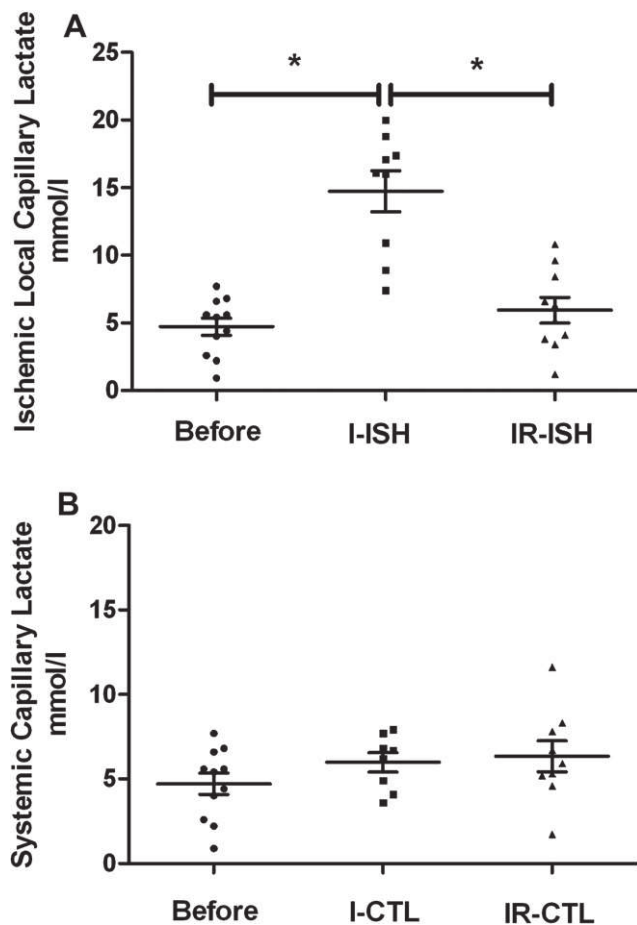 A
Ischemic Local Capillary Lactate
mmol/l
25
20
15
10
5
0
*
*
Before
I-ISH
IR-ISH
B
Systemic Capillary Lactate
mmol/l
20
15
10
5
0
Before
I-CTL
IR-CTL